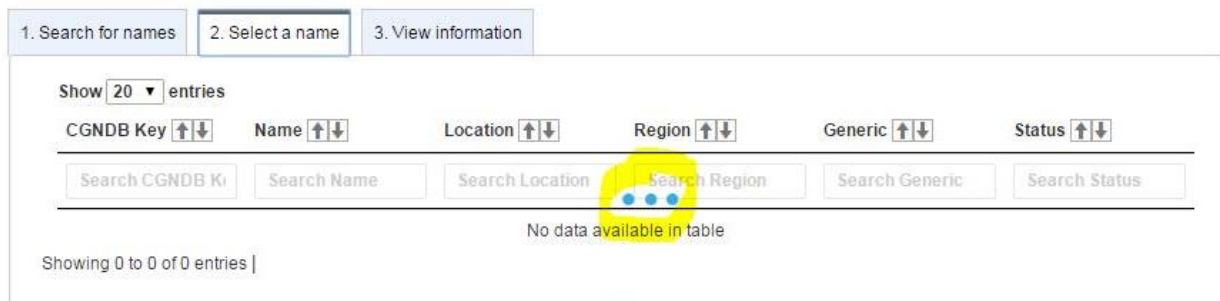 1. Search for names 2. Select a name 3. View information
Show 20 entries
CGNDB Key Name Location Region Generic Status
Search CGNDB Ke Search Name Search Location Search Region Search Generic Search Status
No data available in table
Showing 0 to 0 of 0 entries |